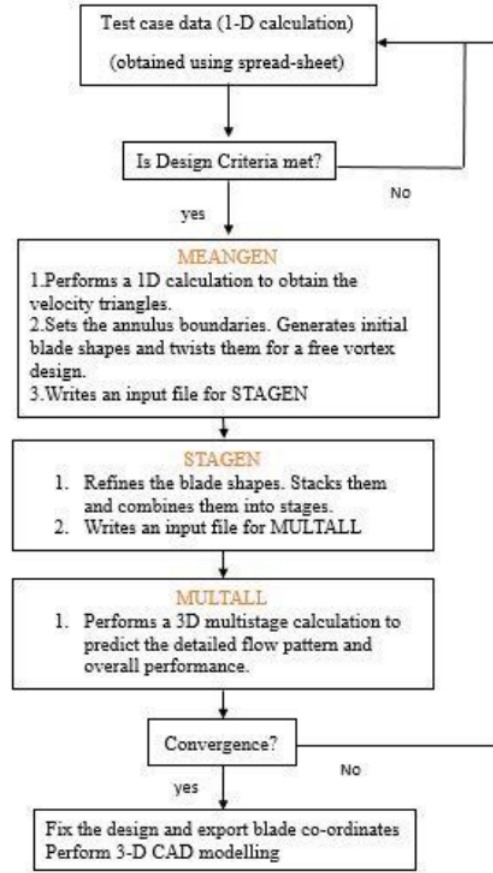 Test case data (1-D calculation)
(obtained using spread-sheet)
Is Design Criteria met?
No
yes
MEANGEN
1.Performs a 1D calculation to obtain the
velocity triangles.
2.Sets the annulus boundaries. Generates initial
blade shapes and twists them for a free vortex
design.
3.Writes an input file for STAGEN
STAGEN
1. Refines the blade shapes. Stacks them
and combines them into stages.
2. Writes an input file for MULTALL
MULTALL
1. Performs a 3D multistage calculation to
predict the detailed flow pattern and
overall performance.
Convergence?
No
yes
Fix the design and export blade co-ordinates
Perform 3-D CAD modelling